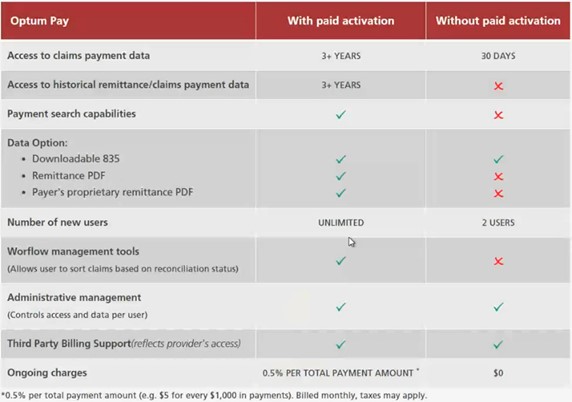 Optum Pay With paid activation Without paid activation
Access to claims payment data 3+ YEARS 30 DAYS
Access to historical remittance/claims payment data 3+ YEARS ✗
Payment search capabilities ✓ ✗
Data Option:
• Downloadable 835 ✓ ✓
• Remittance PDF ✓ ✗
• Payer's proprietary remittance PDF ✓ ✗
Number of new users UNLIMITED 2 USERS
Worflow management tools ✓ ✗
(Allows user to sort claims based on reconciliation status)
Administrative management ✓ ✓
(Controls access and data per user)
Third Party Billing Support(reflects provider's access) ✓ ✓
Ongoing charges 0.5% PER TOTAL PAYMENT AMOUNT * $0
*0.5% per total payment amount (e.g. $5 for every $1,000 in payments). Billed monthly, taxes may apply.